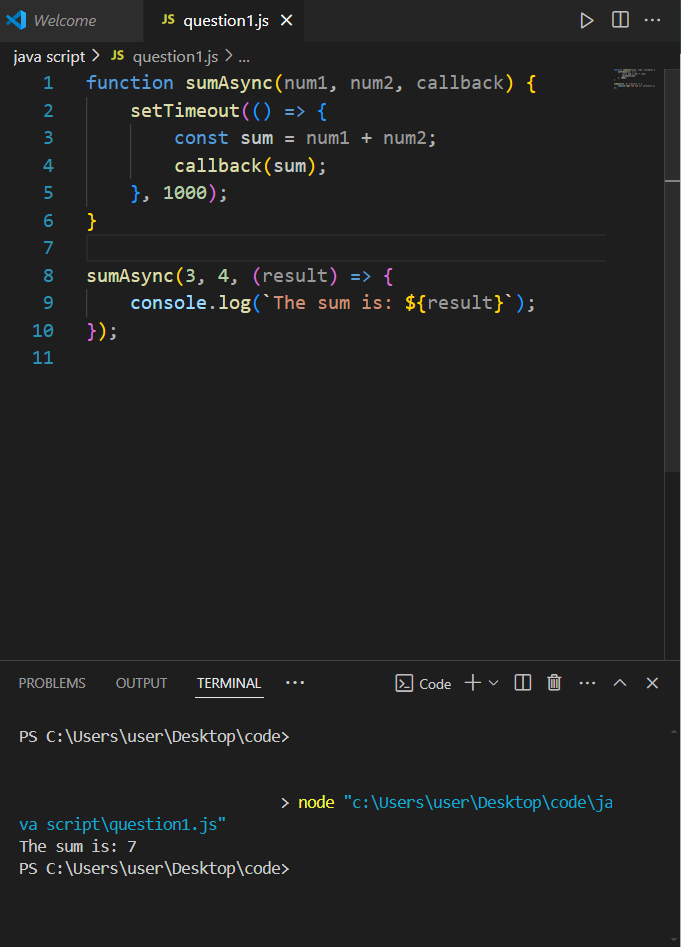 Welcome
JS question1.js
java script > JS question1.js > ...
1 function sumAsync(num1, num2, callback) {
2     setTimeout(() => {
3         const sum = num1 + num2;
4         callback(sum);
5     }, 1000);
6 }
7
8 sumAsync(3, 4, (result) => {
9     console.log(`The sum is: ${result}`);
10 });
11
PROBLEMS OUTPUT TERMINAL ... Code
PS C:\Users\user\Desktop\code>
> node "c:\Users\user\Desktop\code\ja
va script\question1.js"
The sum is: 7
PS C:\Users\user\Desktop\code>